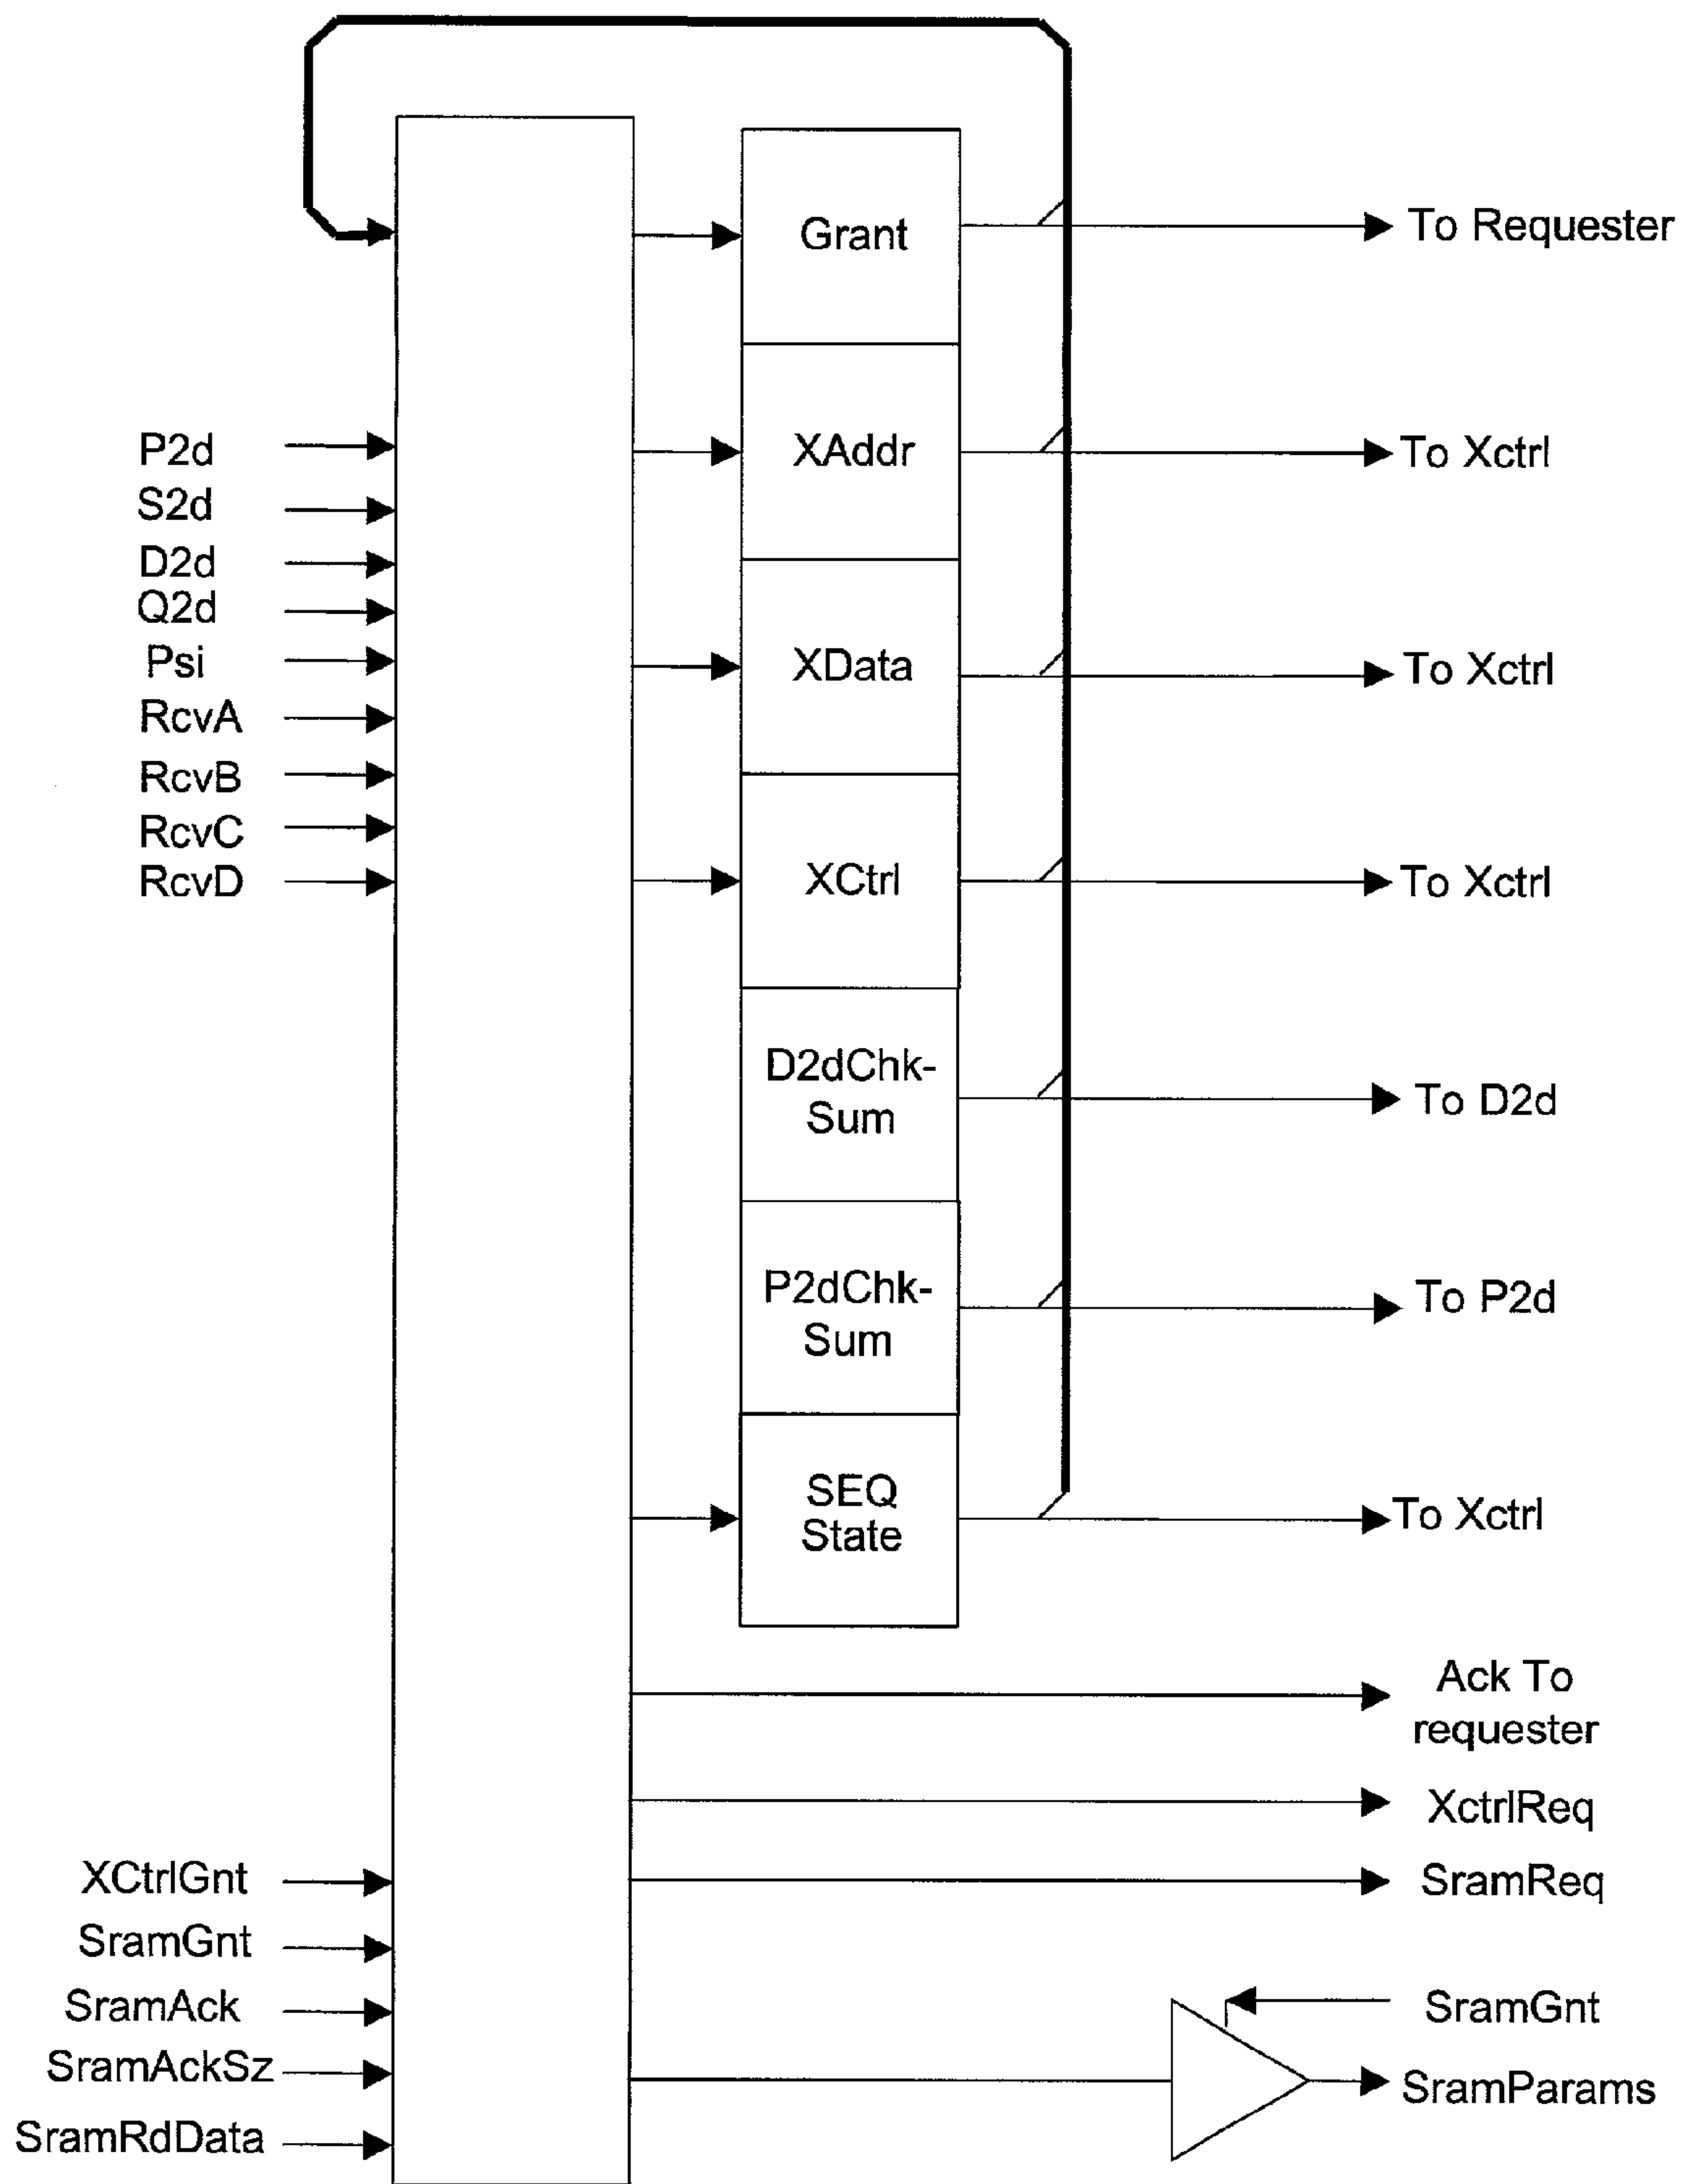 Grant
To Requester
P2d
XAddr
To Xctrl
S2d
D2d
Q2d
Psi
XData
To Xctrl
RcvA
RcvB
RcvC
RcvD
XCtrl
To Xctrl
D2dChk-
Sum
To D2d
P2dChk-
Sum
To P2d
SEQ
State
To Xctrl
Ack To
requester
XctrlReq
XCtrlGnt
SramReq
SramGnt
SramAck
SramGnt
SramAckSz
SramParams
SramRdData